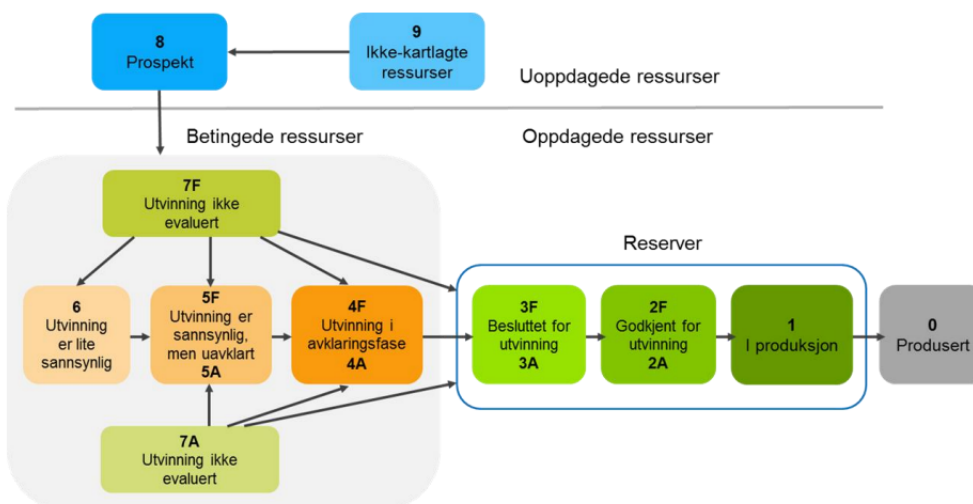 8
Prospekt
9
Ikke-kartlagte
ressurser
Uoppdagede ressurser
Betingede ressurser
Oppdagede ressurser
7F
Utvinning ikke
evaluert
Reserver
6
Utvinning
er lite
sannsynlig
5F
Utvinning er
sannsynlig,
men uavklart
5A
4F
Utvinning i
avklaringsfase
4A
3F
Besluttet for
utvinning
3A
2F
Godkjent for
utvinning
2A
1
I produksjon
0
Produsert
7A
Utvinning ikke
evaluert